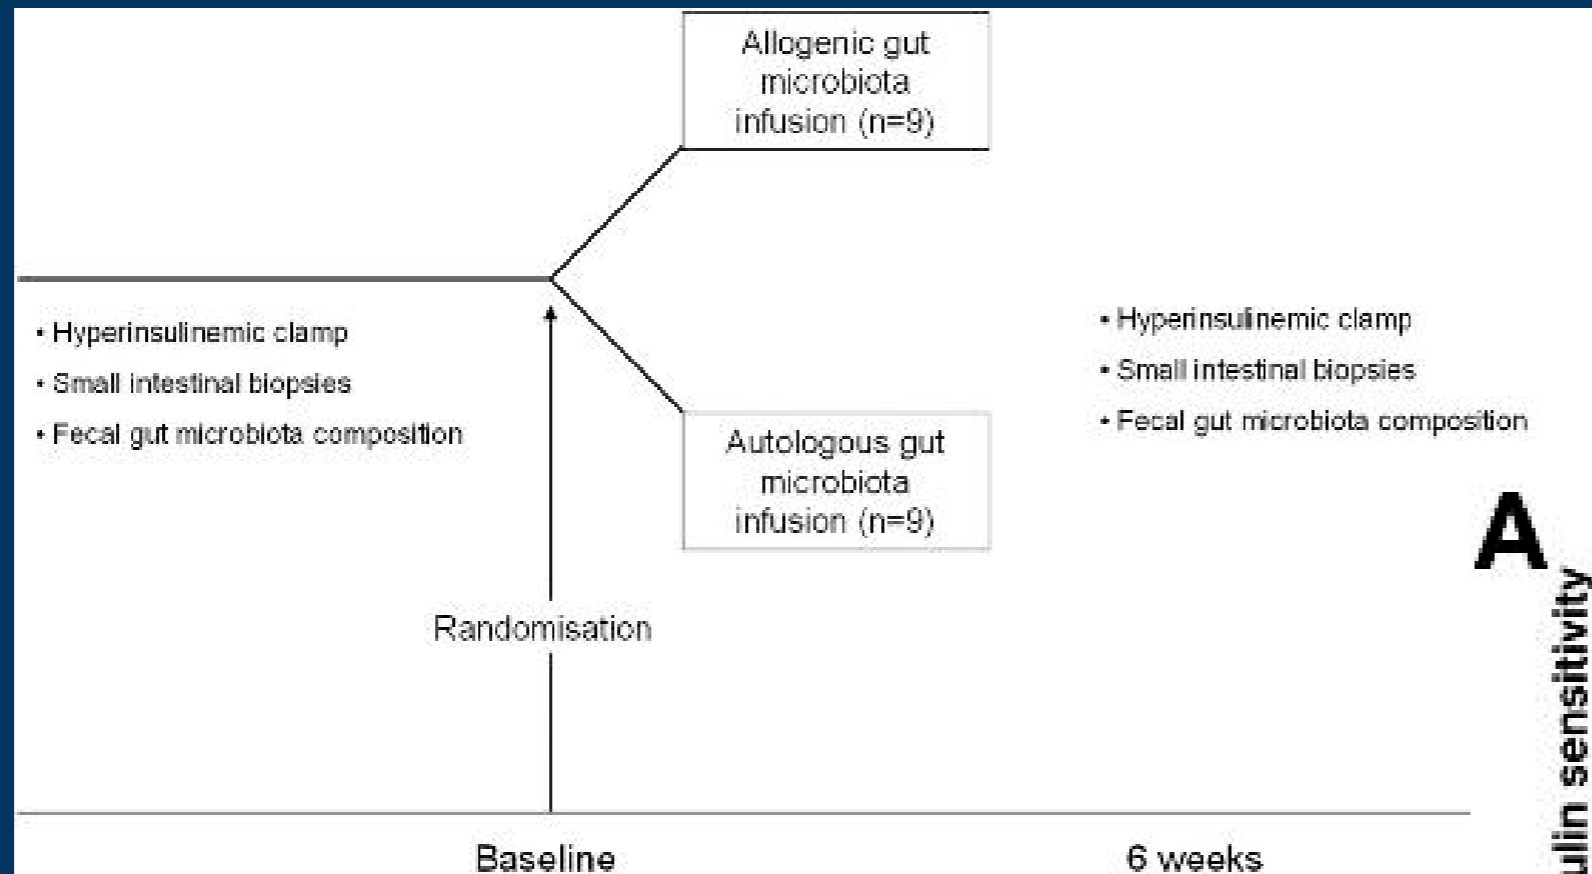 Allogenic gut
microbiota
infusion (n=9)
• Hyperinsulinemic clamp
• Small intestinal biopsies
• Fecal gut microbiota composition
• Hyperinsulinemic clamp
• Small intestinal biopsies
• Fecal gut microbiota composition
Autologous gut
microbiota
infusion (n=9)
A
Randomisation
ulin sensitivity
Baseline
6 weeks